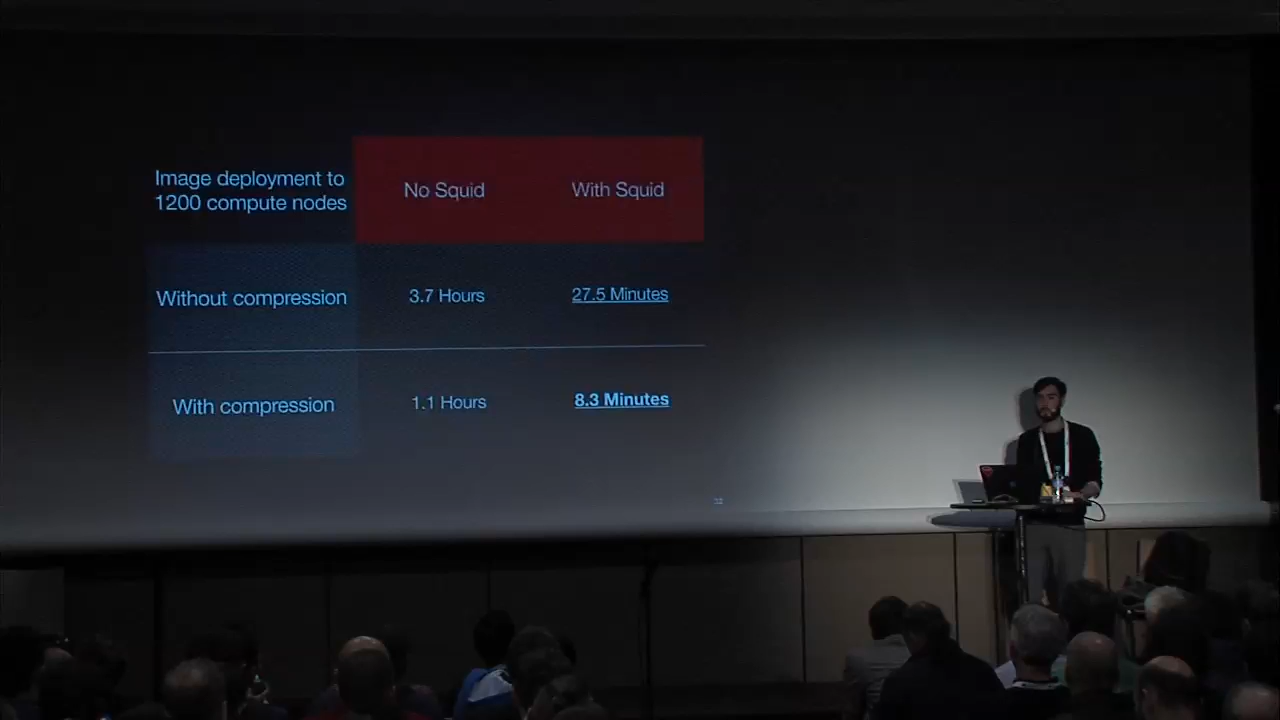 Image deployment to
1200 compute nodes
No Squid
With Squid
Without compression
3.7 Hours
27.5 Minutes
With compression
1.1 Hours
8.3 Minutes